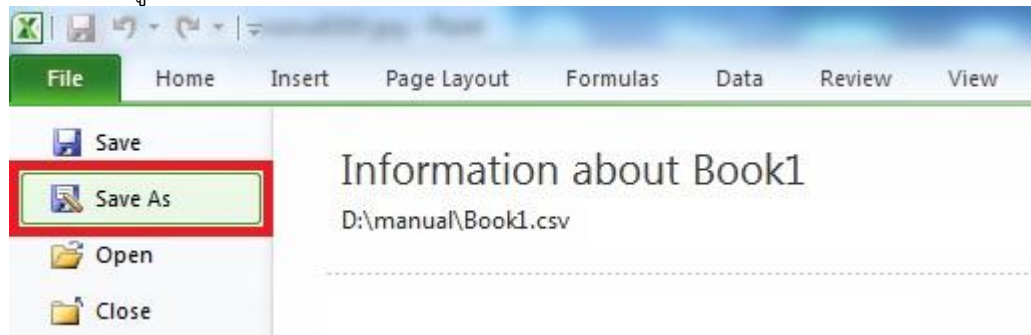 File Home Insert Page Layout Formulas Data Review View
Save
Save As
Open
Close
Information about Book1
D:\manual\Book1.csv